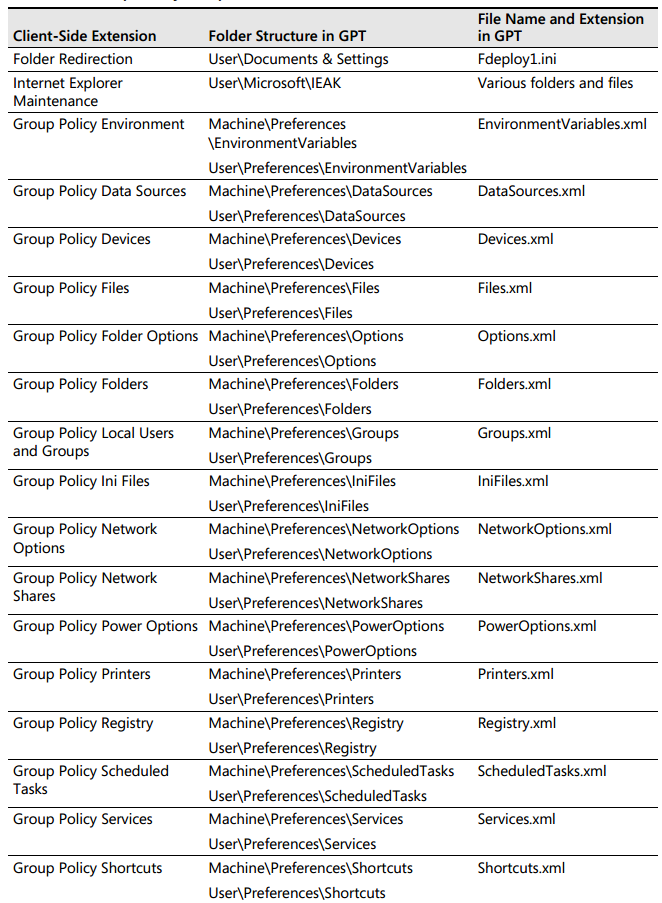 Client-Side Extension Folder Structure in GPT File Name and Extension
in GPT
Folder Redirection User\Documents & Settings Fdeploy1.ini
Internet Explorer User\Microsoft\IEAK Various folders and files
Maintenance
Group Policy Environment Machine\Preferences EnvironmentVariables.xml
\EnvironmentVariables
User\Preferences\EnvironmentVariables
Group Policy Data Sources Machine\Preferences\DataSources DataSources.xml
User\Preferences\DataSources
Group Policy Devices Machine\Preferences\Devices Devices.xml
User\Preferences\Devices
Group Policy Files Machine\Preferences\Files Files.xml
User\Preferences\Files
Group Policy Folder Options Machine\Preferences\Options Options.xml
User\Preferences\Options
Group Policy Folders Machine\Preferences\Folders Folders.xml
User\Preferences\Folders
Group Policy Local Users Machine\Preferences\Groups Groups.xml
and Groups
User\Preferences\Groups
Group Policy Ini Files Machine\Preferences\IniFiles IniFiles.xml
User\Preferences\IniFiles
Group Policy Network Machine\Preferences\NetworkOptions NetworkOptions.xml
Options
User\Preferences\NetworkOptions
Group Policy Network Machine\Preferences\NetworkShares NetworkShares.xml
Shares
User\Preferences\NetworkShares
Group Policy Power Options Machine\Preferences\PowerOptions PowerOptions.xml
User\Preferences\PowerOptions
Group Policy Printers Machine\Preferences\Printers Printers.xml
User\Preferences\Printers
Group Policy Registry Machine\Preferences\Registry Registry.xml
User\Preferences\Registry
Group Policy Scheduled Machine\Preferences\ScheduledTasks ScheduledTasks.xml
Tasks
User\Preferences\ScheduledTasks
Group Policy Services Machine\Preferences\Services Services.xml
User\Preferences\Services
Group Policy Shortcuts Machine\Preferences\Shortcuts Shortcuts.xml
User\Preferences\Shortcuts